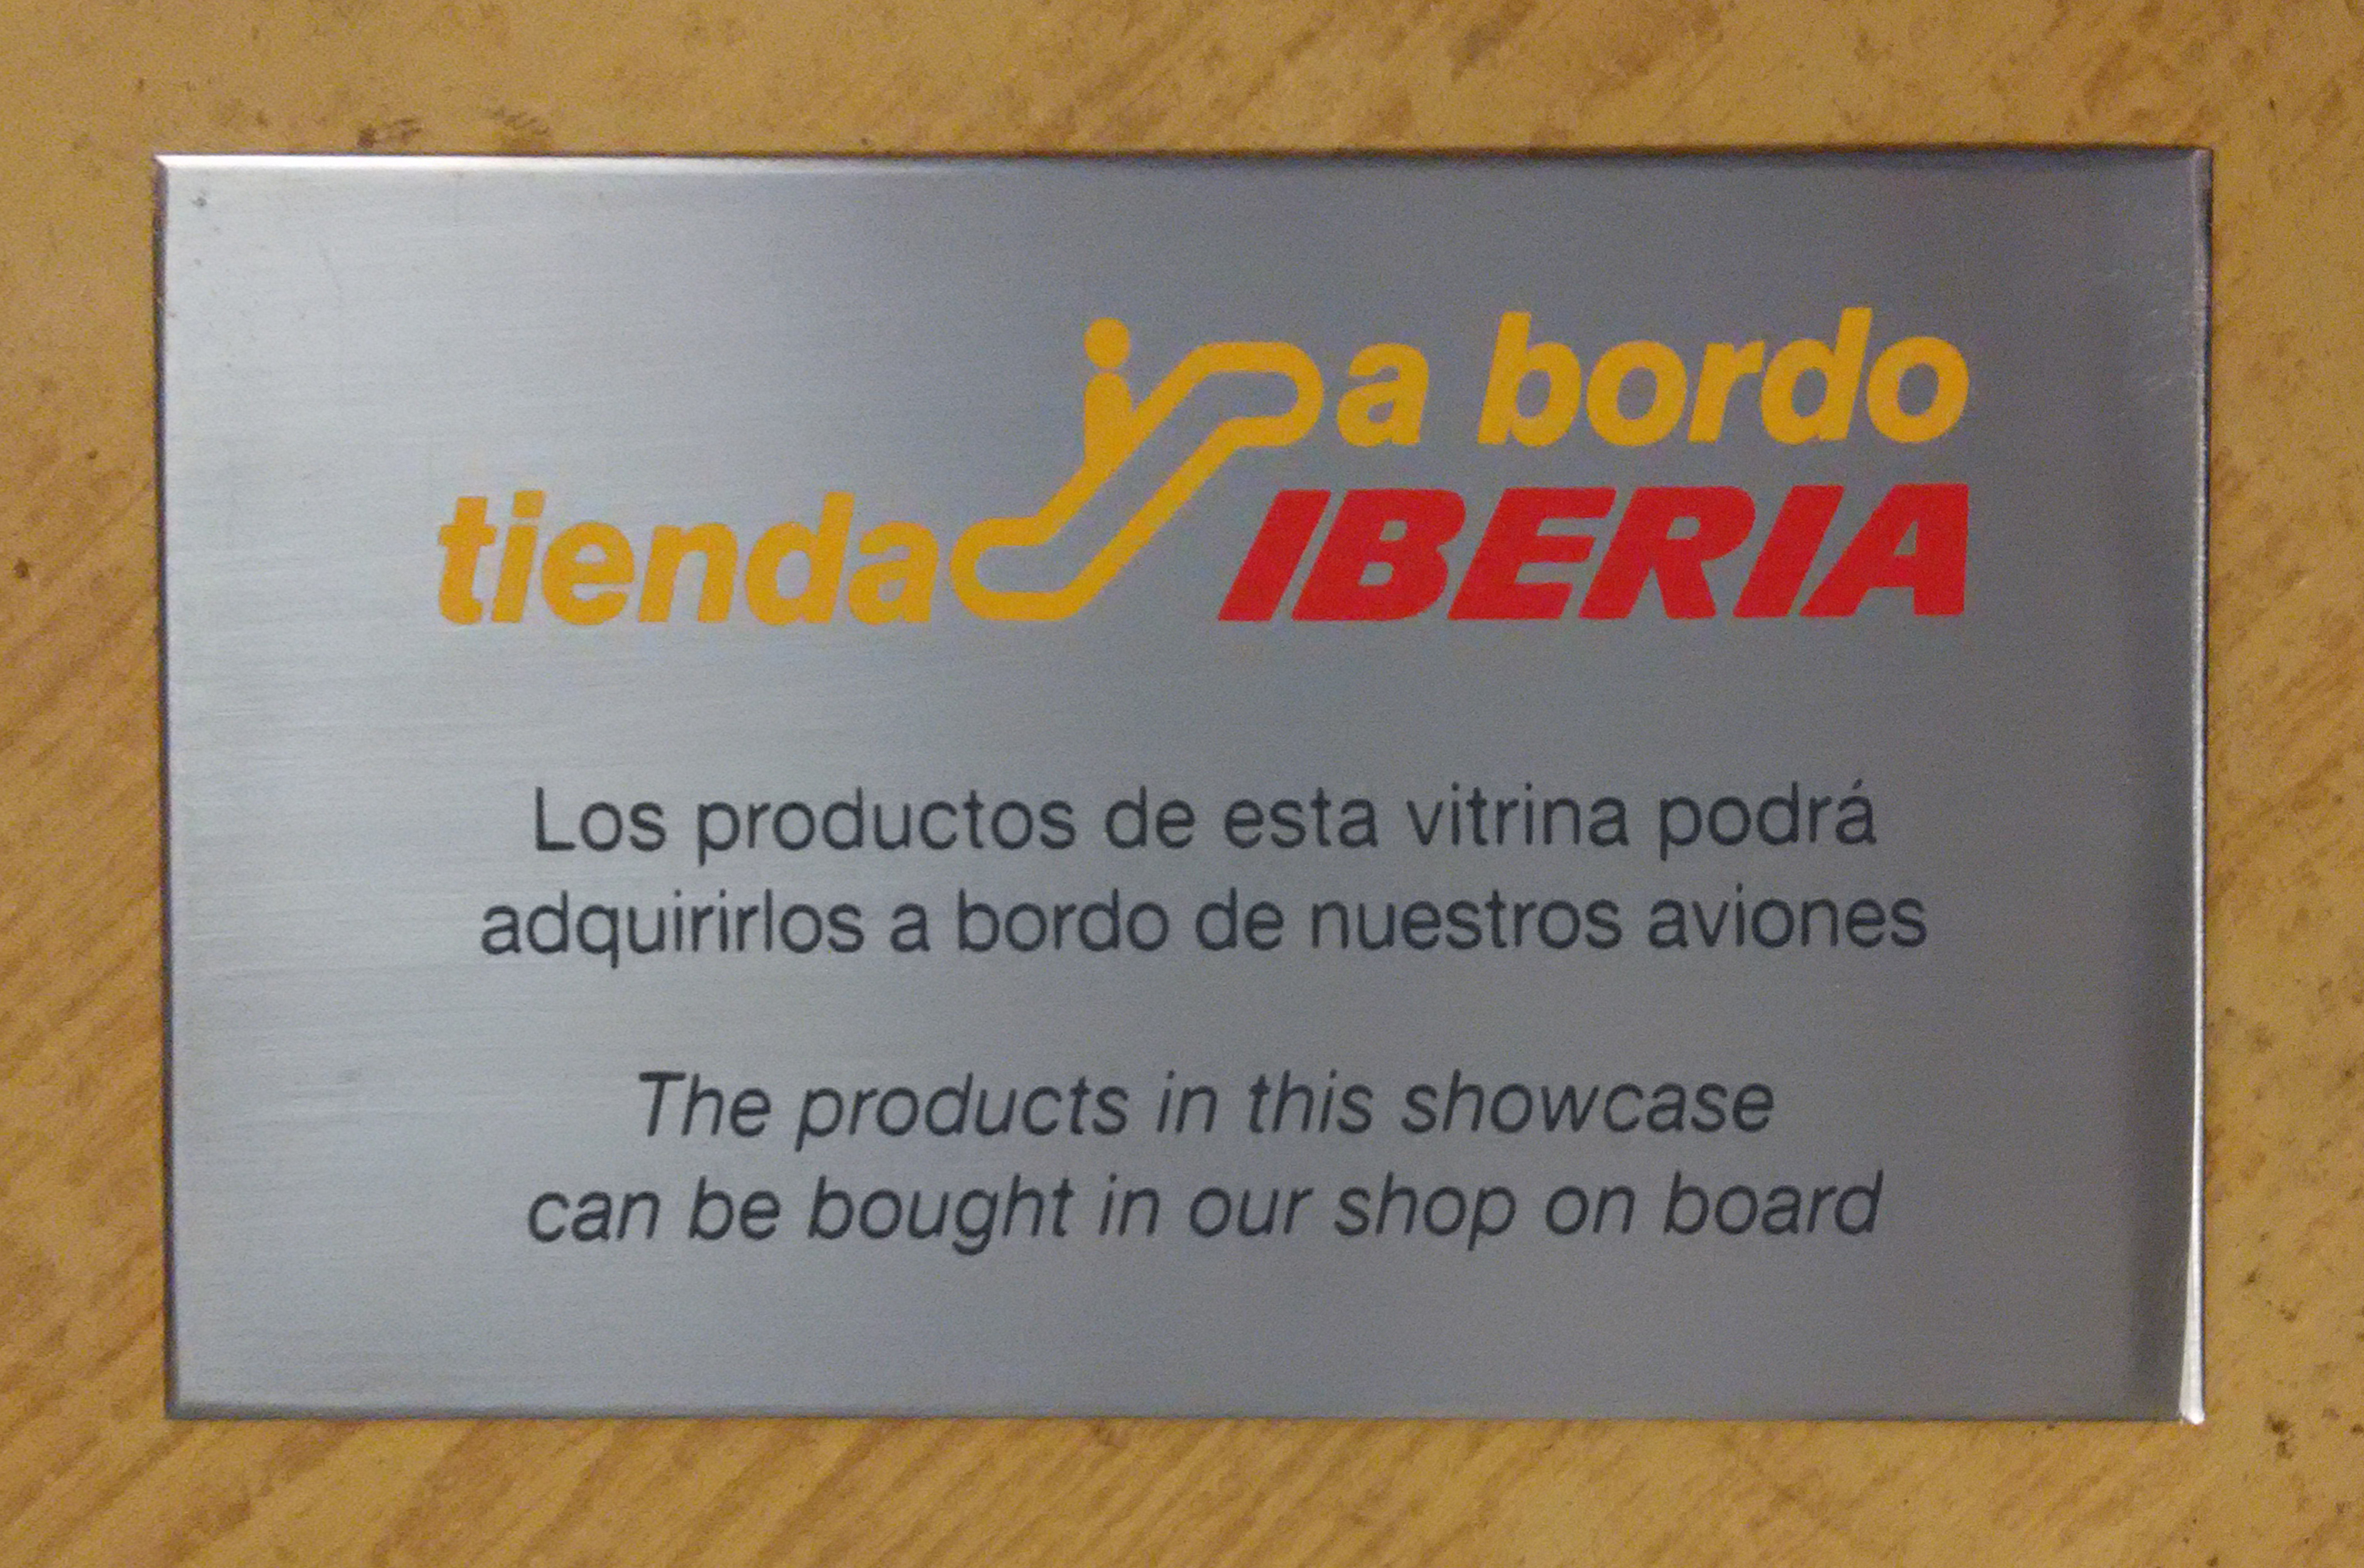 tienda a bordo
IBERIA
Los productos de esta vitrina podrá
adquirirlos a bordo de nuestros aviones
The products in this showcase
can be bought in our shop on board